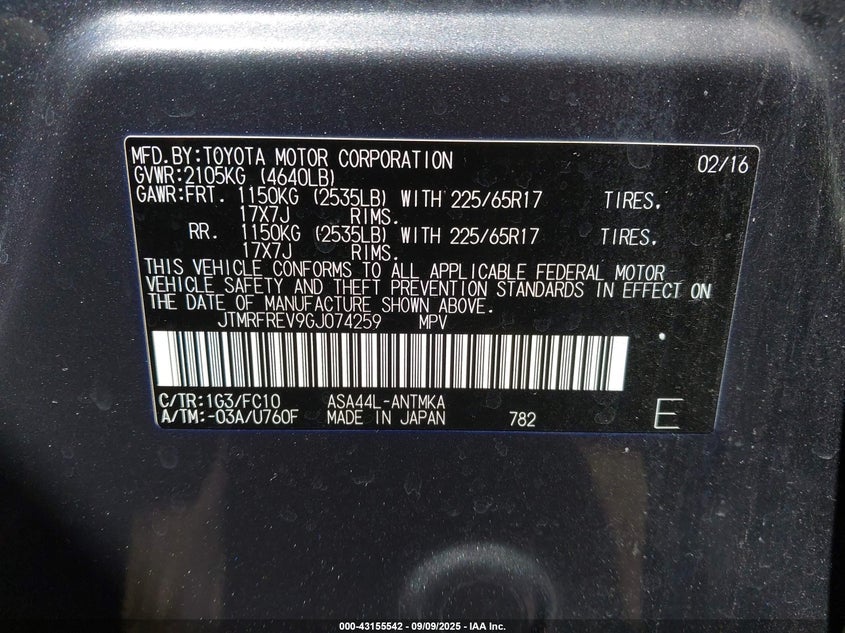 MFD.BY:TOYOTA MOTOR CORPORATION 02/16
GVWR:2105KG (4640LB)
GAWR:FRT. 1150KG (2535LB) WITH 225/65R17 TIRES.
17X7J RIMS.
RR. 1150KG (2535LB) WITH 225/65R17 TIRES.
17X7J RIMS.
THIS VEHICLE CONFORMS TO ALL APPLICABLE FEDERAL MOTOR
VEHICLE SAFETY AND THEFT PREVENTION STANDARDS IN EFFECT ON
THE DATE OF MANUFACTURE SHOWN ABOVE.
JTMRFREV9GJ074259 MPV
C/TR:1G3/FC10 ASA44L-ANTMKA
A/TM:-03A/U760F MADE IN JAPAN 782 E
000-43155542 - 09/09/2025 - IAA Inc.